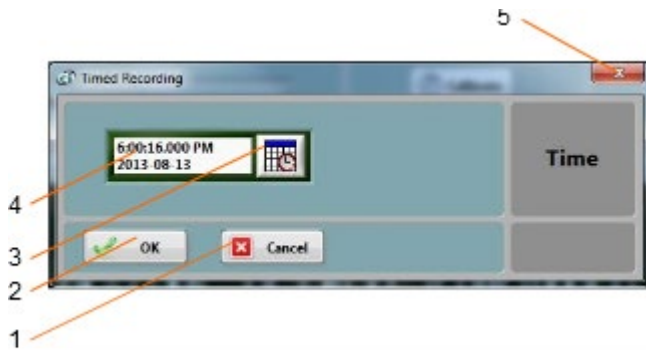 5
Timed Recording
x
6:00:16.000 PM
2013-08-13
Time
4
OK
Cancel
3
2
1